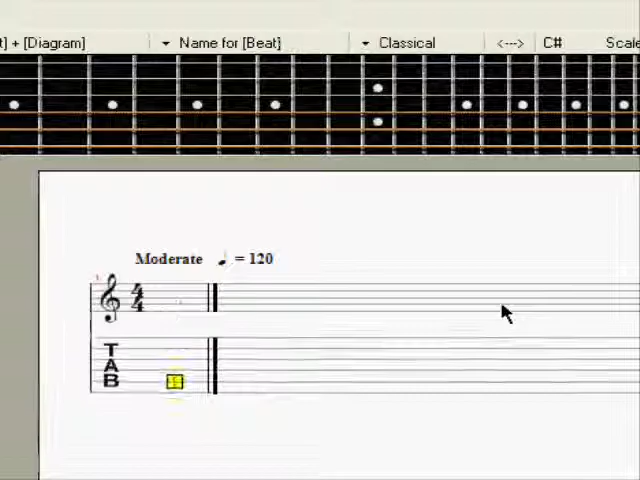 t] + [Diagram] Name for [Beat] Classical <---> C# Scale
Moderate = 120
4
4
T
A
B